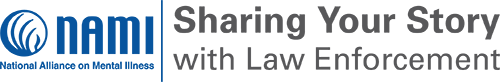 nami
National Alliance on Mental Illness
Sharing Your Story
with Law Enforcement